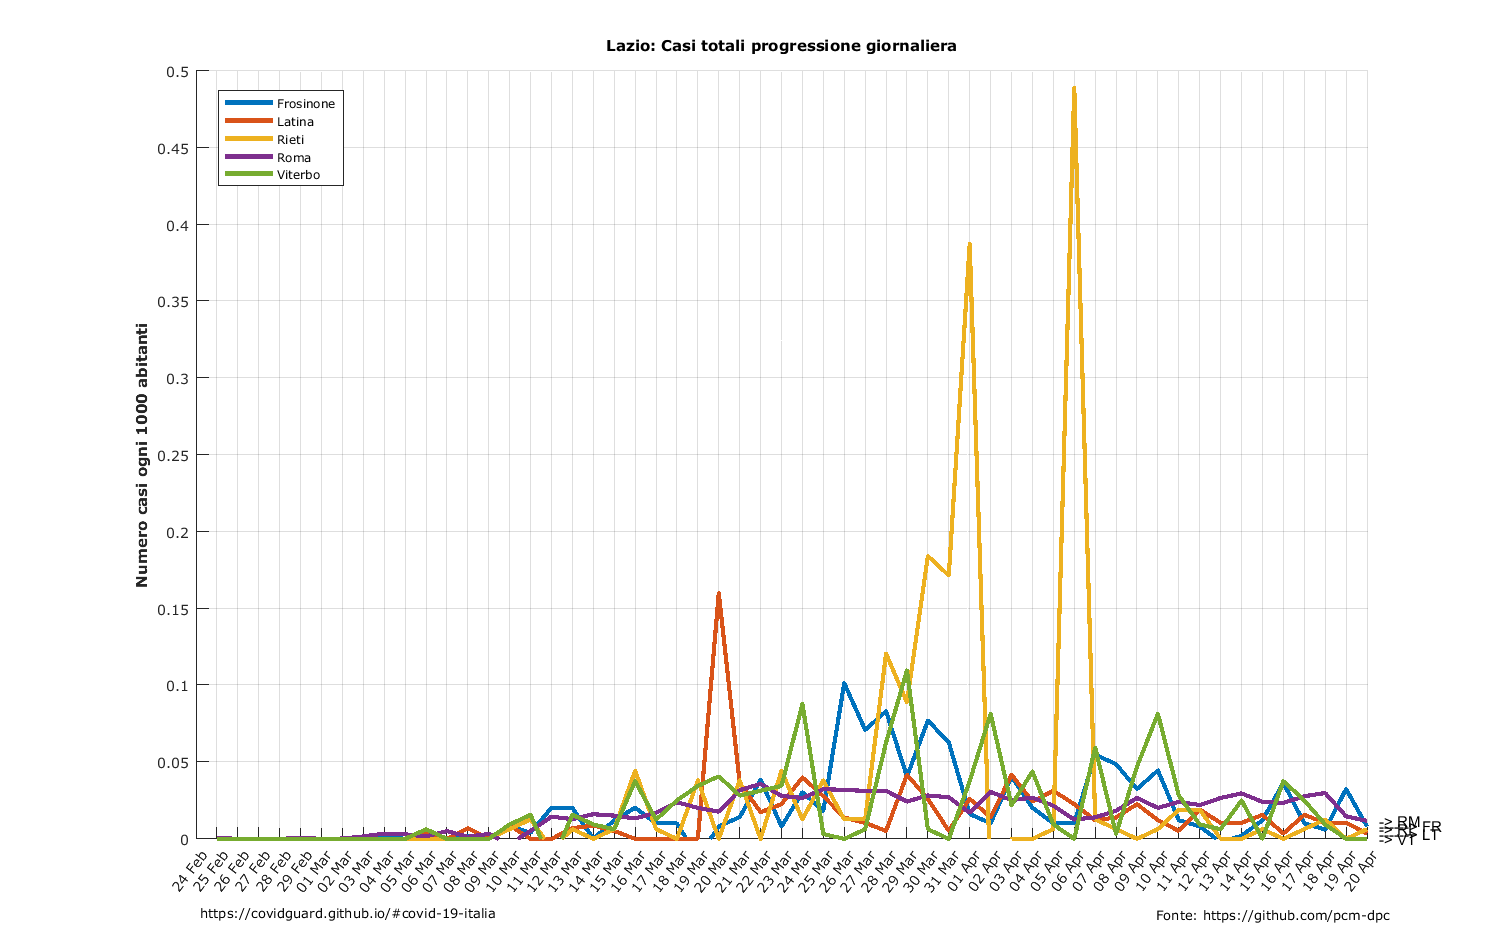 Lazio: Casi totali progressione giornaliera
Numero casi ogni 1000 abitanti
0.5
0.45
0.4
0.35
0.3
0.25
0.2
0.15
0.1
0.05
0
Frosinone
Latina
Rieti
Roma
Viterbo
24 Feb
25 Feb
26 Feb
27 Feb
28 Feb
29 Feb
01 Mar
02 Mar
03 Mar
04 Mar
05 Mar
06 Mar
07 Mar
08 Mar
09 Mar
10 Mar
11 Mar
12 Mar
13 Mar
14 Mar
15 Mar
16 Mar
17 Mar
18 Mar
19 Mar
20 Mar
21 Mar
22 Mar
23 Mar
24 Mar
25 Mar
26 Mar
27 Mar
28 Mar
29 Mar
30 Mar
31 Mar
01 Apr
02 Apr
03 Apr
04 Apr
05 Apr
06 Apr
07 Apr
08 Apr
09 Apr
10 Apr
11 Apr
12 Apr
13 Apr
14 Apr
15 Apr
16 Apr
17 Apr
18 Apr
19 Apr
20 Apr
-> RM
FR
LT
-> VT
https://covidguard.github.io/#covid-19-italia
Fonte: https://github.com/pcm-dpc